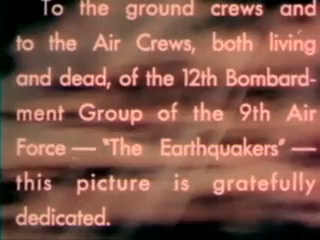 To the ground crews and
to the Air Crews, both living
and dead, of the 12th Bombard-
ment Group of the 9th Air
Force — "The Earthquakers" —
this picture is gratefully
dedicated.